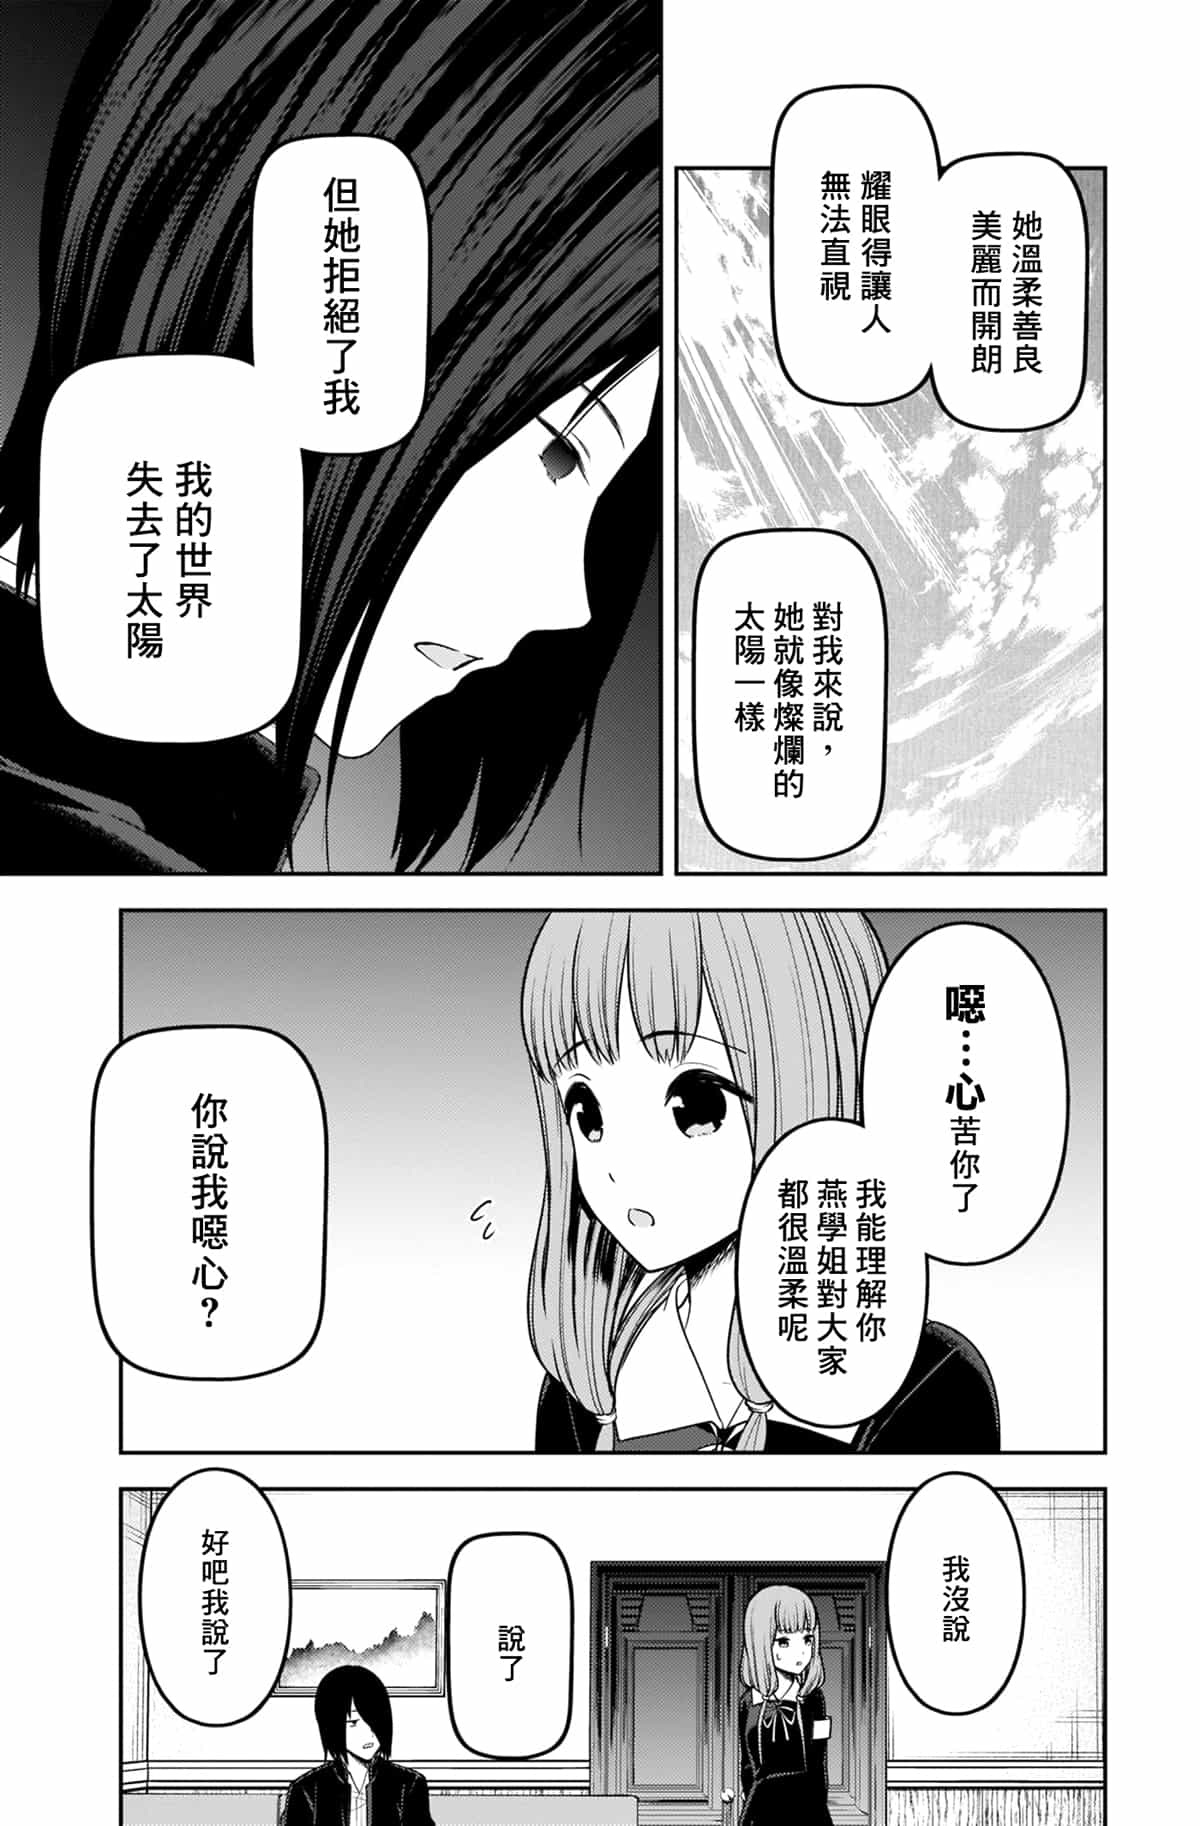 她溫柔善良
美麗而開朗
耀眼得讓人
無法直視
對我來說，
她就像燦爛的
太陽一樣
但她拒絕了我
我的世界
失去了太陽
噁…心苦你了
我能理解你
燕學姐對大家
都很溫柔呢
你說我噁心？
我沒說
說了
好吧我說了